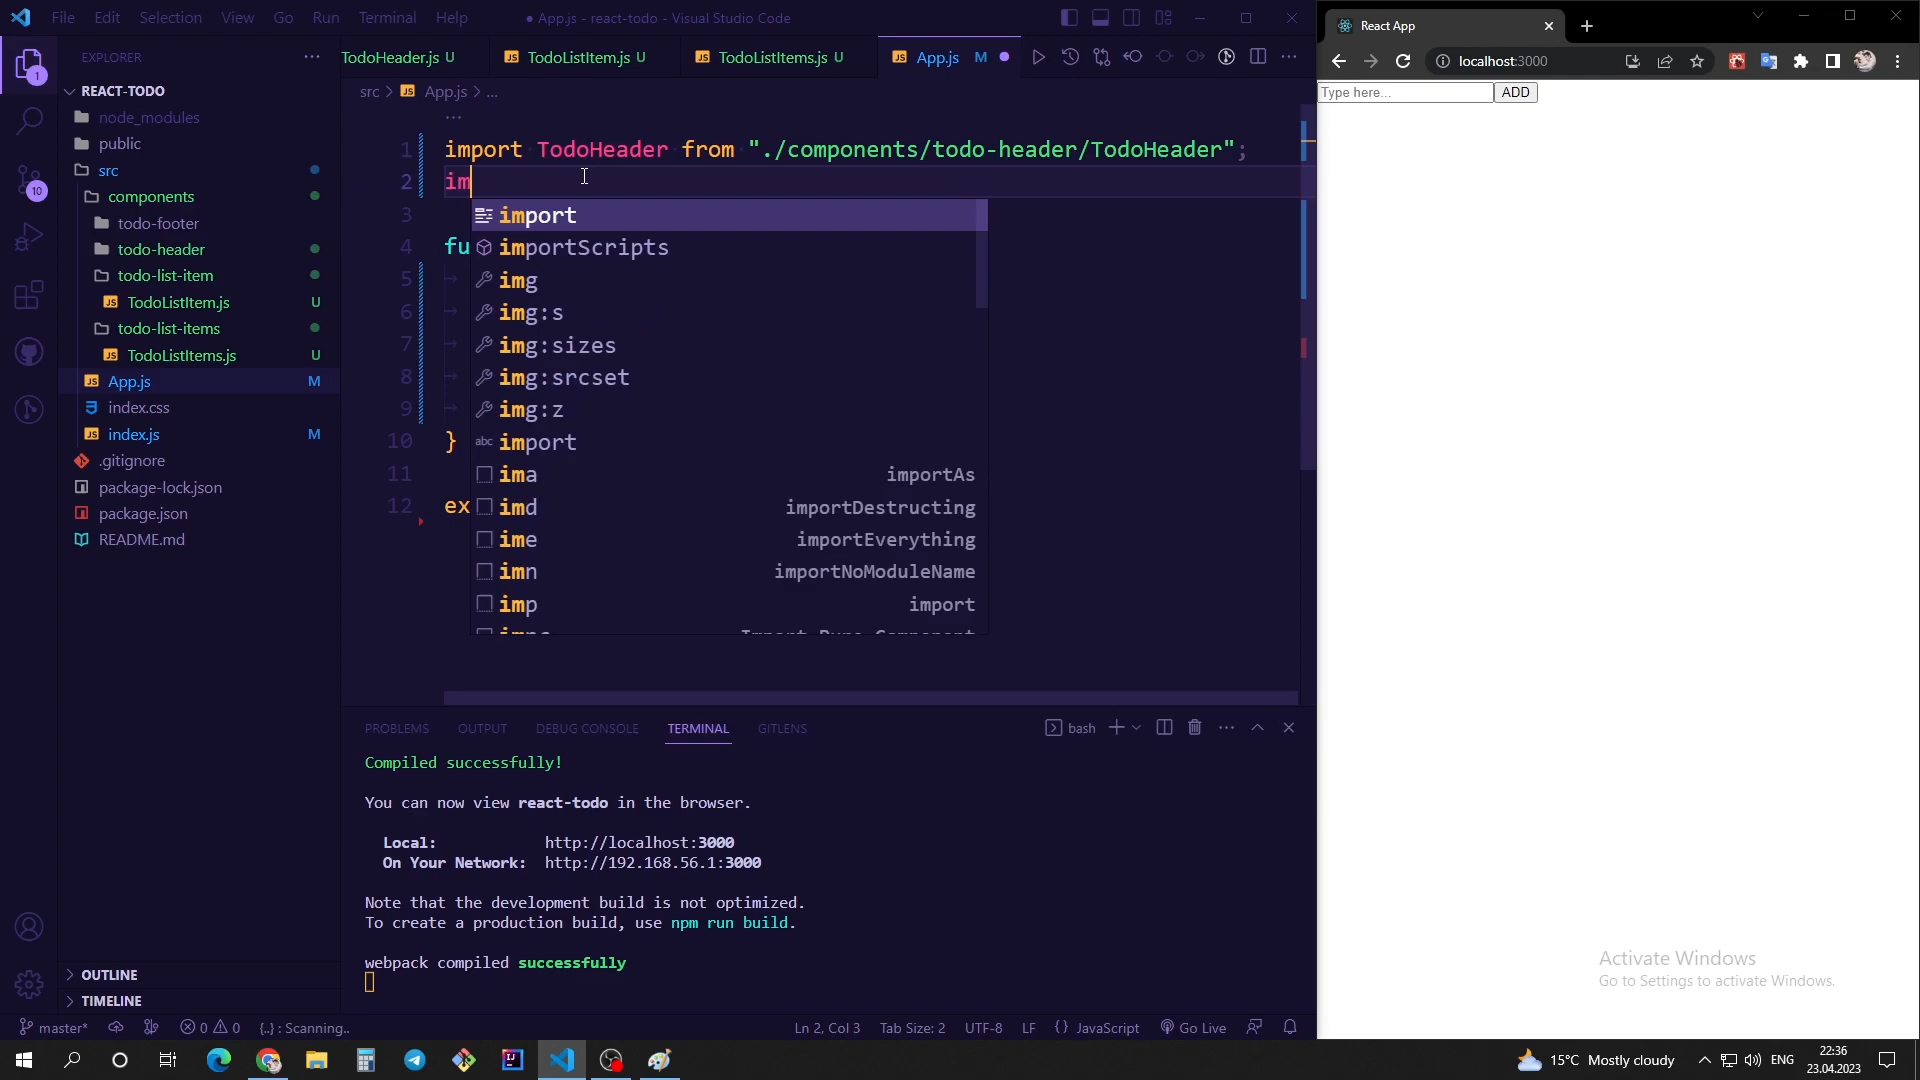 File Edit Selection View Go Run Terminal Help
● App.js - react-todo - Visual Studio Code
React App
localhost:3000
EXPLORER
TodoHeader.js U
TodoListItem.js U
TodoListItems.js U
App.js M
src > App.js > ...
Type here...
ADD
REACT-TODO
node_modules
public
src
components
todo-footer
todo-header
todo-list-item
TodoListItem.js U
todo-list-items
TodoListItems.js U
App.js M
index.css
index.js M
.gitignore
package-lock.json
package.json
README.md
OUTLINE
TIMELINE
1
10
1 import TodoHeader from "./components/todo-header/TodoHeader";
2 im
3
4 fu
5
6
7
8
9
10 }
11
12 ex
import
importScripts
img
img:s
img:sizes
img:srcset
img:z
import
ima importAs
imd importDestructing
ime importEverything
imn importNoModuleName
imp import
PROBLEMS OUTPUT DEBUG CONSOLE TERMINAL GITLENS
bash
Compiled successfully!
You can now view react-todo in the browser.
Local: http://localhost:3000
On Your Network: http://192.168.56.1:3000
Note that the development build is not optimized.
To create a production build, use npm run build.
webpack compiled successfully
Activate Windows
Go to Settings to activate Windows.
master* 0 0 {..} : Scanning..
Ln 2, Col 3 Tab Size: 2 UTF-8 LF {} JavaScript Go Live
15°C Mostly cloudy
ENG
22:36
23.04.2023